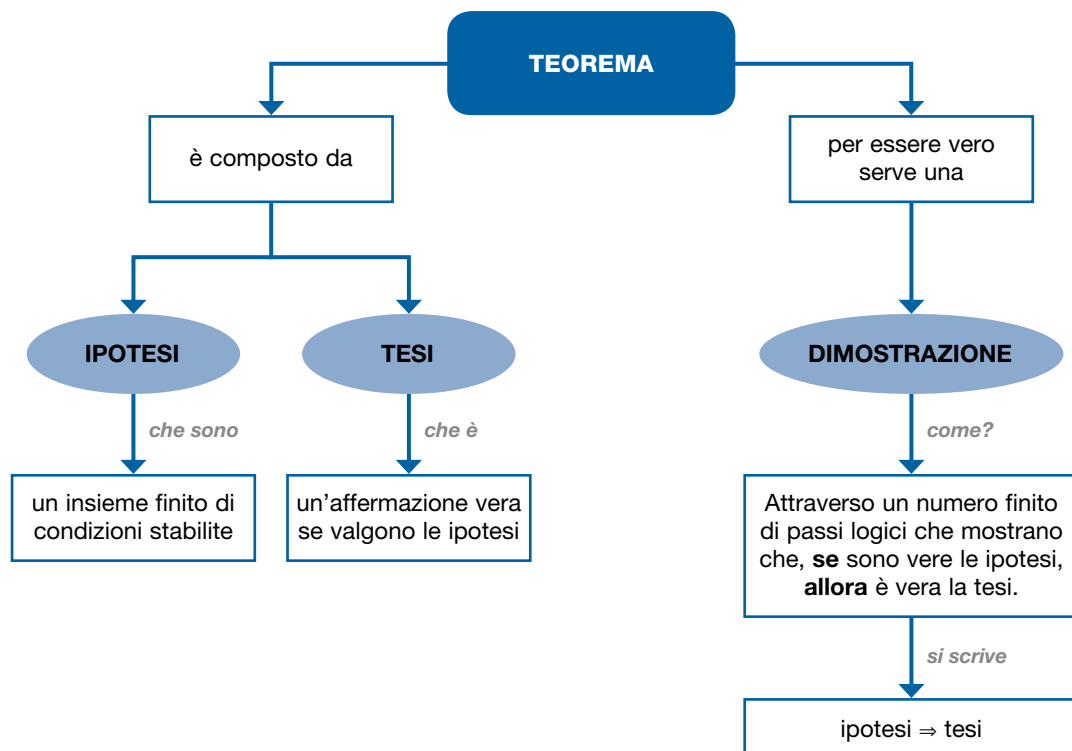 TEOREMA
è composto da
per essere vero
serve una
IPOTESI
TESI
DIMOSTRAZIONE
che sono
che è
come?
un insieme finito di
condizioni stabilite
un'affermazione vera
se valgono le ipotesi
Attraverso un numero finito
di passi logici che mostrano
che, se sono vere le ipotesi,
allora è vera la tesi.
si scrive
ipotesi ⇒ tesi